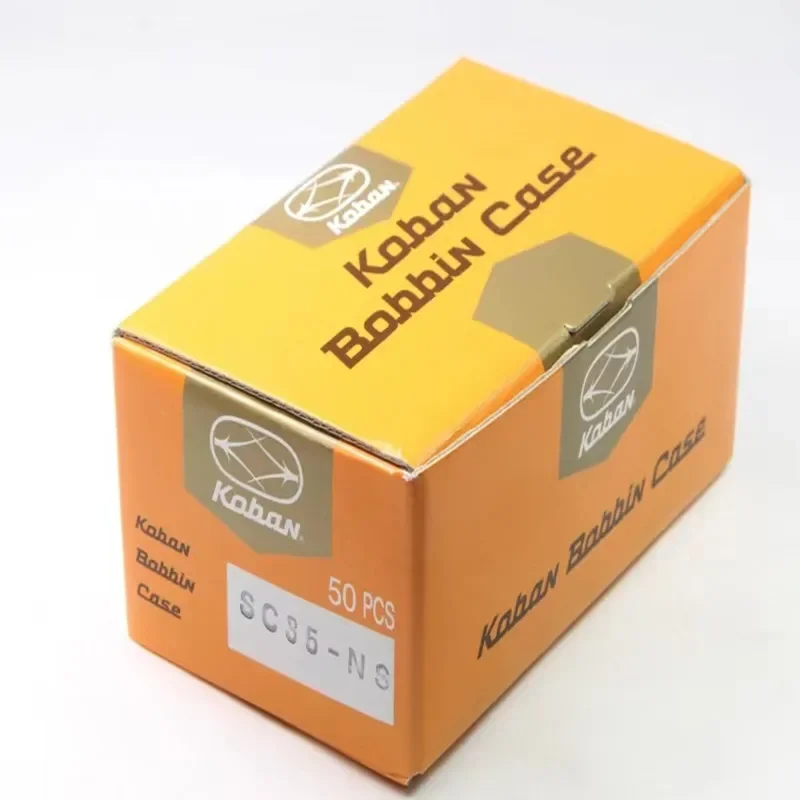 Koban
Koban
Bobbin Case
Koban
Koban
Bobbin
Case
50 PCS
SC35-NS
Koban
Koban Bobbin Case